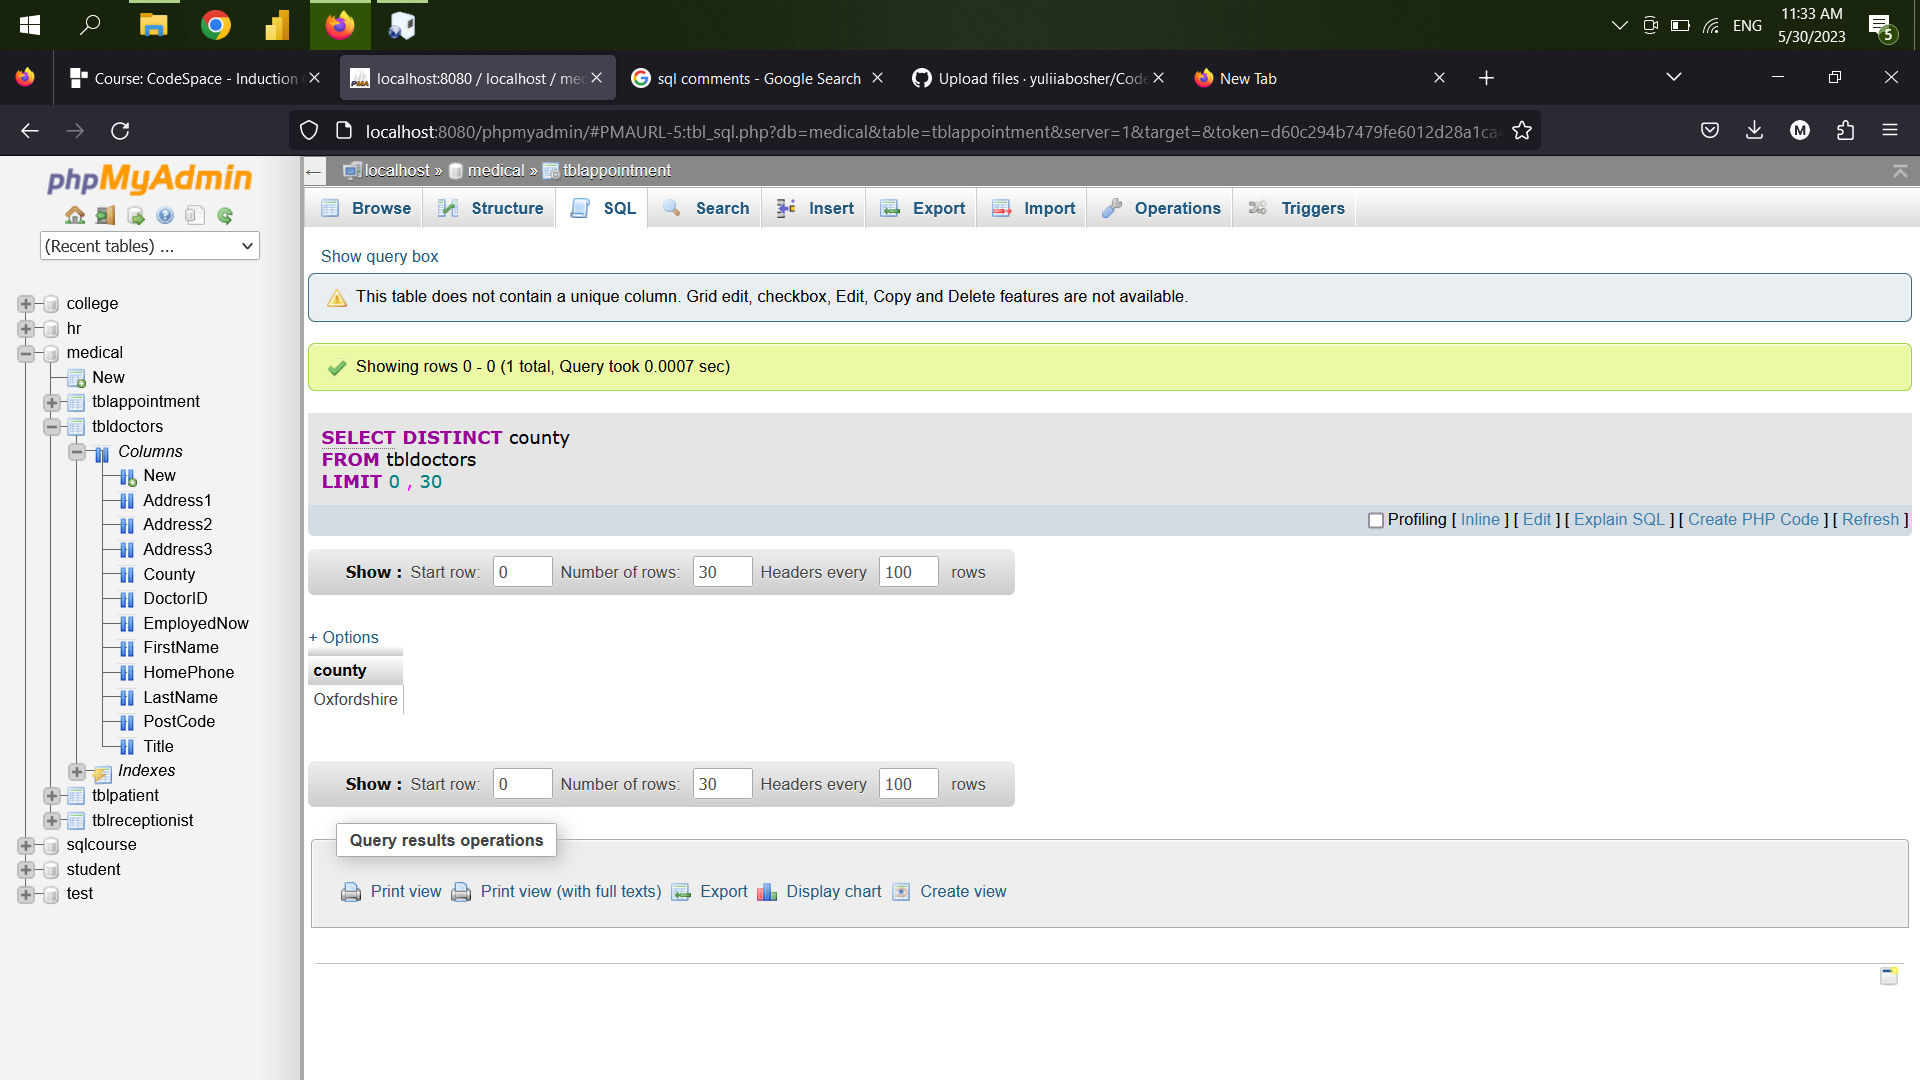 ENG
11:33 AM
5/30/2023
5
Course: CodeSpace - Induction
localhost:8080 / localhost / med
sql comments - Google Search
Upload files · yuliiabosher/Code
New Tab
localhost:8080/phpmyadmin/#PMAURL-5:tbl_sql.php?db=medical&table=tblappointment&server=1&target=&token=d60c294b7479fe6012d28a1ca
M
phpMyAdmin
(Recent tables) ...
college
hr
medical
New
tblappointment
tbldoctors
Columns
New
Address1
Address2
Address3
County
DoctorID
EmployedNow
FirstName
HomePhone
LastName
PostCode
Title
Indexes
tblpatient
tblreceptionist
sqlcourse
student
test
localhost » medical » tblappointment
Browse Structure SQL Search Insert Export Import Operations Triggers
Show query box
This table does not contain a unique column. Grid edit, checkbox, Edit, Copy and Delete features are not available.
Showing rows 0 - 0 (1 total, Query took 0.0007 sec)
SELECT DISTINCT county
FROM tbldoctors
LIMIT 0 , 30
Profiling [ Inline ] [ Edit ] [ Explain SQL ] [ Create PHP Code ] [ Refresh ]
Show : Start row: 0 Number of rows: 30 Headers every 100 rows
+ Options
county
Oxfordshire
Show : Start row: 0 Number of rows: 30 Headers every 100 rows
Query results operations
Print view Print view (with full texts) Export Display chart Create view